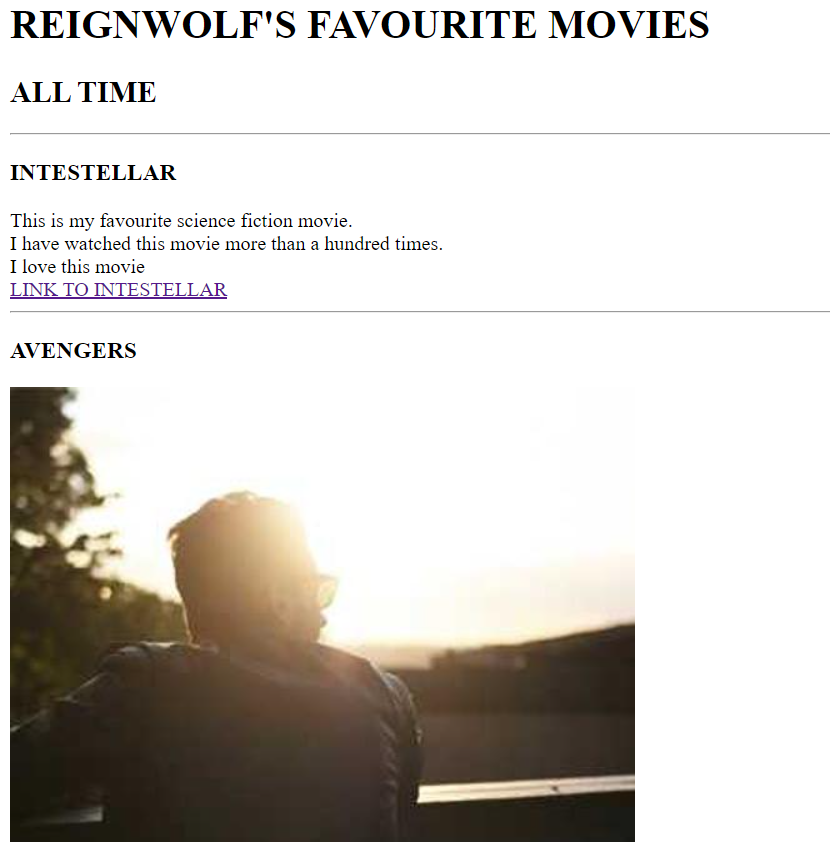 REIGNWOLF'S FAVOURITE MOVIES
ALL TIME
INTESTELLAR
This is my favourite science fiction movie.
I have watched this movie more than a hundred times.
I love this movie
LINK TO INTESTELLAR
AVENGERS